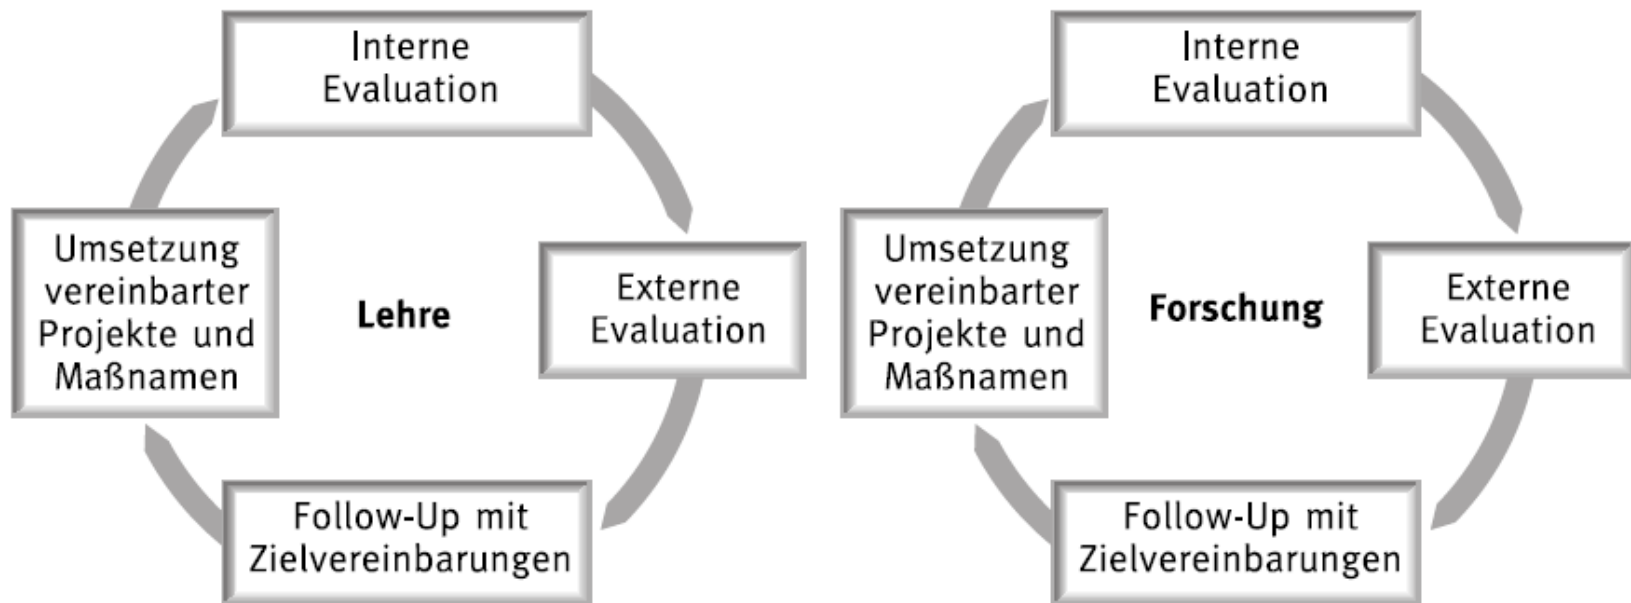 Interne
Evaluation
Externe
Evaluation
Follow-Up mit
Zielvereinbarungen
Umsetzung
vereinbarter
Projekte und
Maßnamen
Lehre
Interne
Evaluation
Externe
Evaluation
Follow-Up mit
Zielvereinbarungen
Umsetzung
vereinbarter
Projekte und
Maßnamen
Forschung